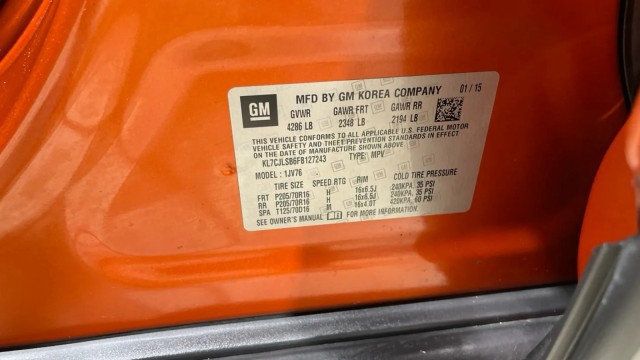 GM
MFD BY GM KOREA COMPANY 01 / 15
GVWR GAWR FRT GAWR RR
4286 LB 2348 LB 2194 LB
THIS VEHICLE CONFORMS TO ALL APPLICABLE U.S. FEDERAL MOTOR
VEHICLE SAFETY, BUMPER, AND THEFT PREVENTION STANDARDS IN EFFECT
ON THE DATE OF MANUFACTURE SHOWN ABOVE.
KL7CJLSB6FB127243 TYPE: MPV
MODEL : 1JV76
TIRE SIZE SPEED RTG RIM COLD TIRE PRESSURE
FRT P205/70R16 H 16x6.5J 240KPA, 35 PSI
RR P205/70R16 H 16x6.5J 240KPA, 35 PSI
SPA T125/70D16 M 16x4.0T 420KPA, 60 PSI
SEE OWNER'S MANUAL FOR MORE INFORMATION.